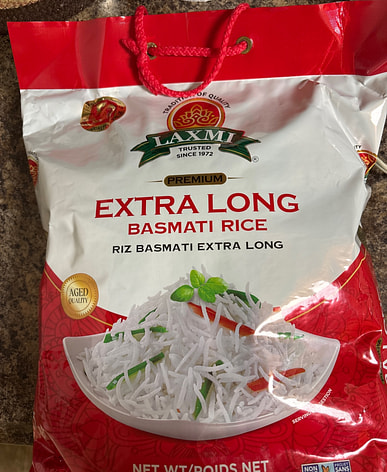 TRADITION OF QUALITY
LAXMI
®
TRUSTED
SINCE 1972
PREMIUM
EXTRA LONG
BASMATI RICE
RIZ BASMATI EXTRA LONG
AGED
QUALITY
NET WT/POIDS NET
NON